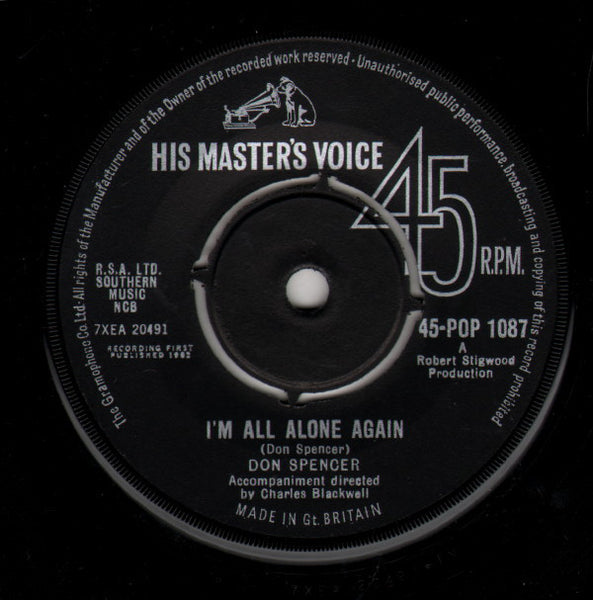 The Gramophone Co. Ltd. - All rights of the Manufacturer and of the Owner of the recorded work reserved - Unauthorised public performance, broadcasting and copying of this record prohibited
HIS MASTER'S VOICE
45 R.P.M.
R.S.A. LTD.
SOUTHERN
MUSIC
NCB
7XEA 20491
RECORDING FIRST
PUBLISHED 1962
45-POP 1087
A
Robert Stigwood
Production
I'M ALL ALONE AGAIN
(Don Spencer)
DON SPENCER
Accompaniment directed
by Charles Blackwell
MADE IN Gt. BRITAIN